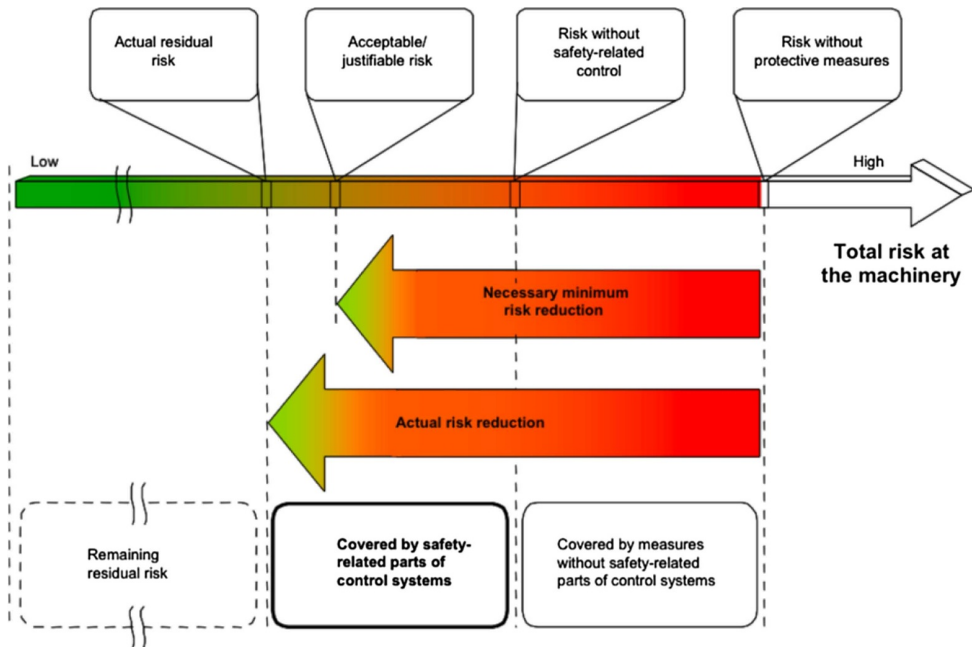 Actual residual
risk
Acceptable/
justifiable risk
Risk without
safety-related
control
Risk without
protective measures
Low
High
Total risk at
the machinery
Necessary minimum
risk reduction
Actual risk reduction
Remaining
residual risk
Covered by safety-
related parts of
control systems
Covered by measures
without safety-related
parts of control systems